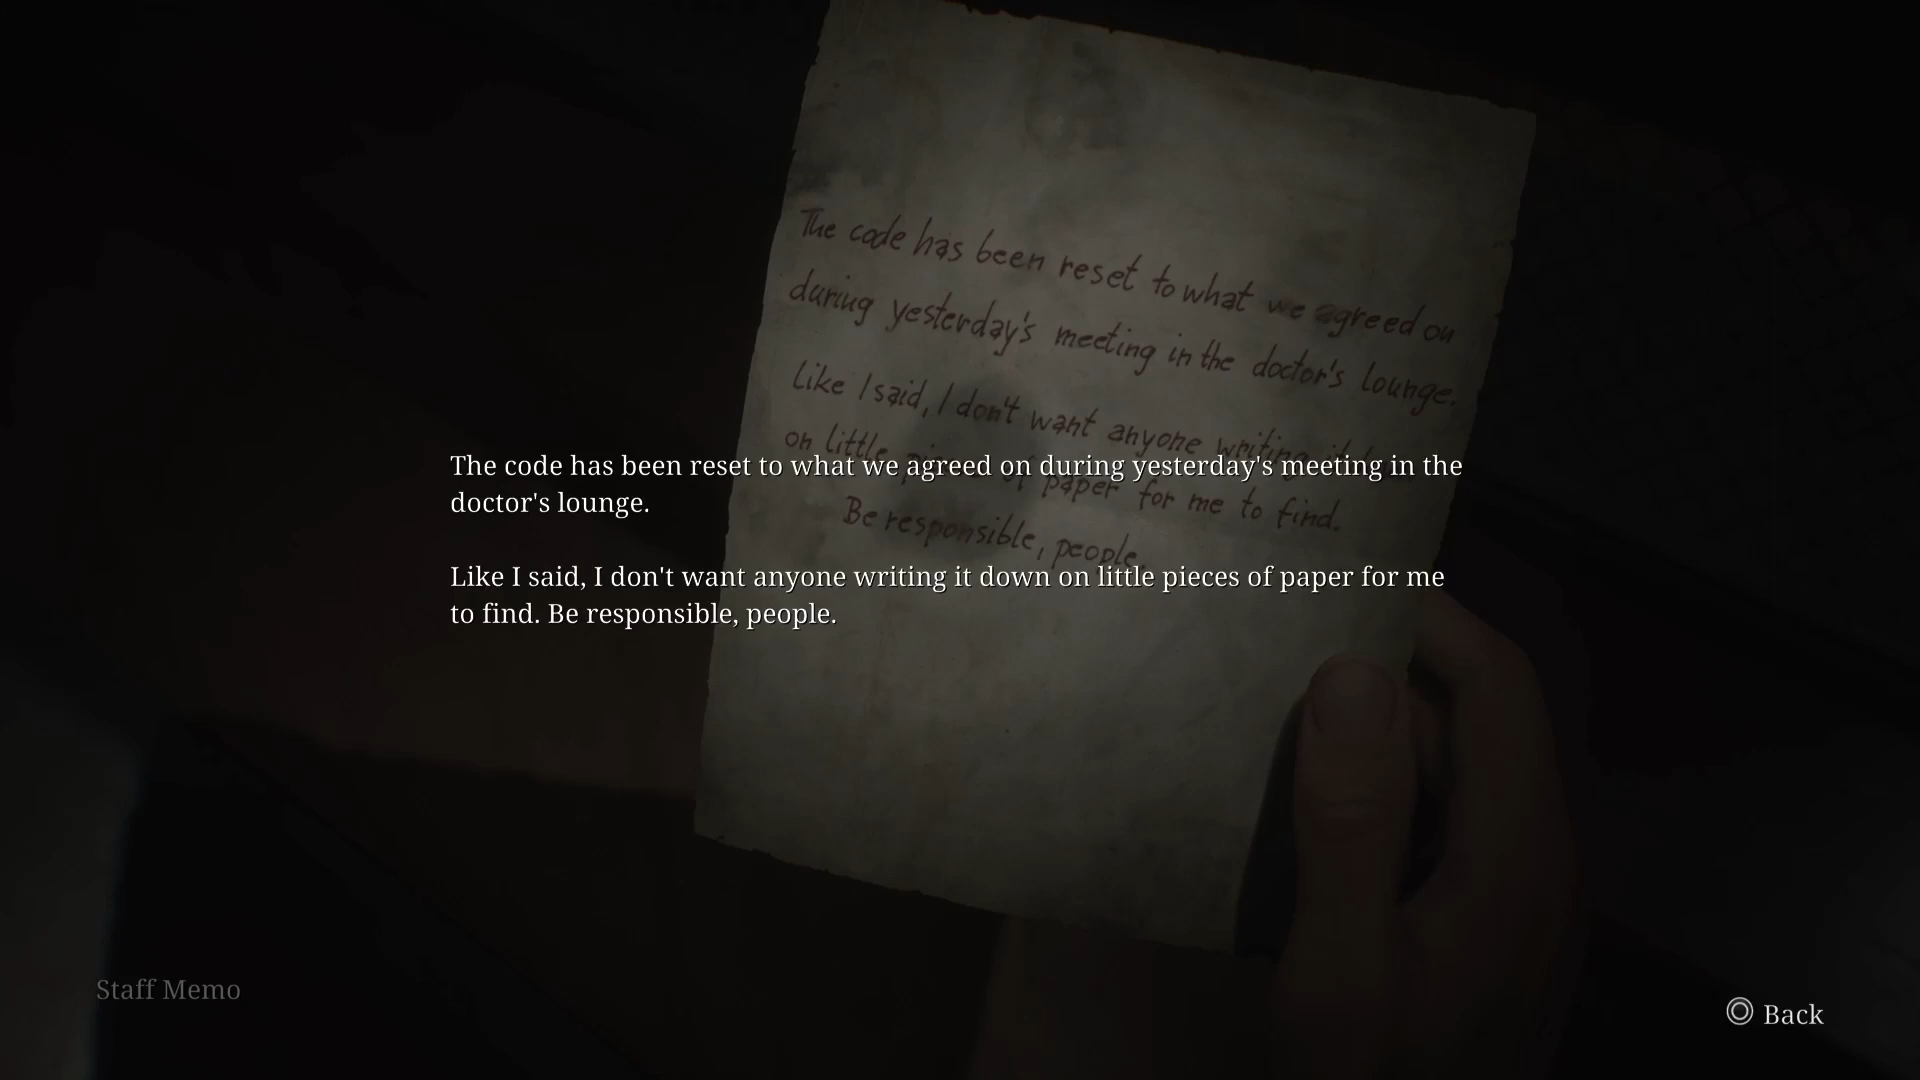 The code has been reset to what we agreed on
during yesterday's meeting in the doctor's lounge.
Like I said, I don't want anyone writing
on little of paper for me to find.
Be responsible, people.
The code has been reset to what we agreed on during yesterday's meeting in the
doctor's lounge.
Like I said, I don't want anyone writing it down on little pieces of paper for me
to find. Be responsible, people.
Staff Memo
Back